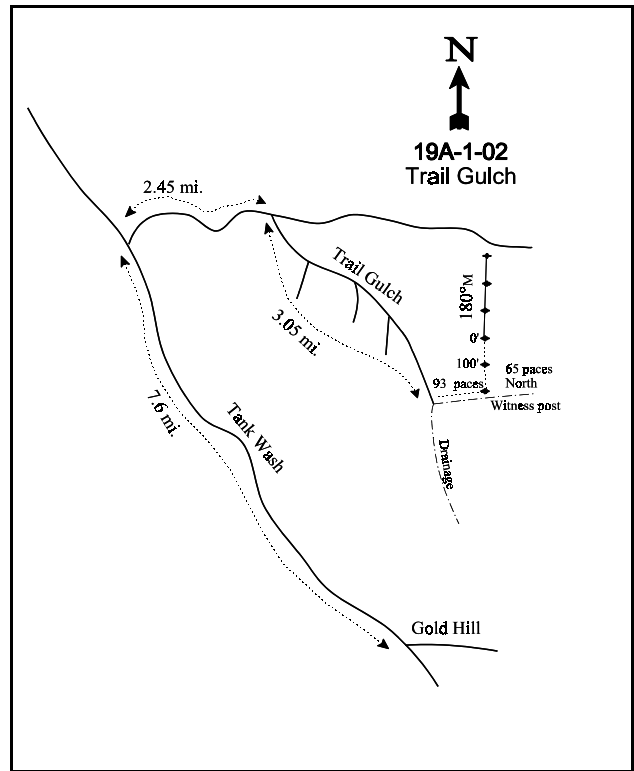 N
19A-1-02
Trail Gulch
2.45 mi.
Trail Gulch
180°M
3.05 mi.
0'
100'
65 paces
North
93 paces
Witness post
7.6 mi.
Tank Wash
Drainage
Gold Hill